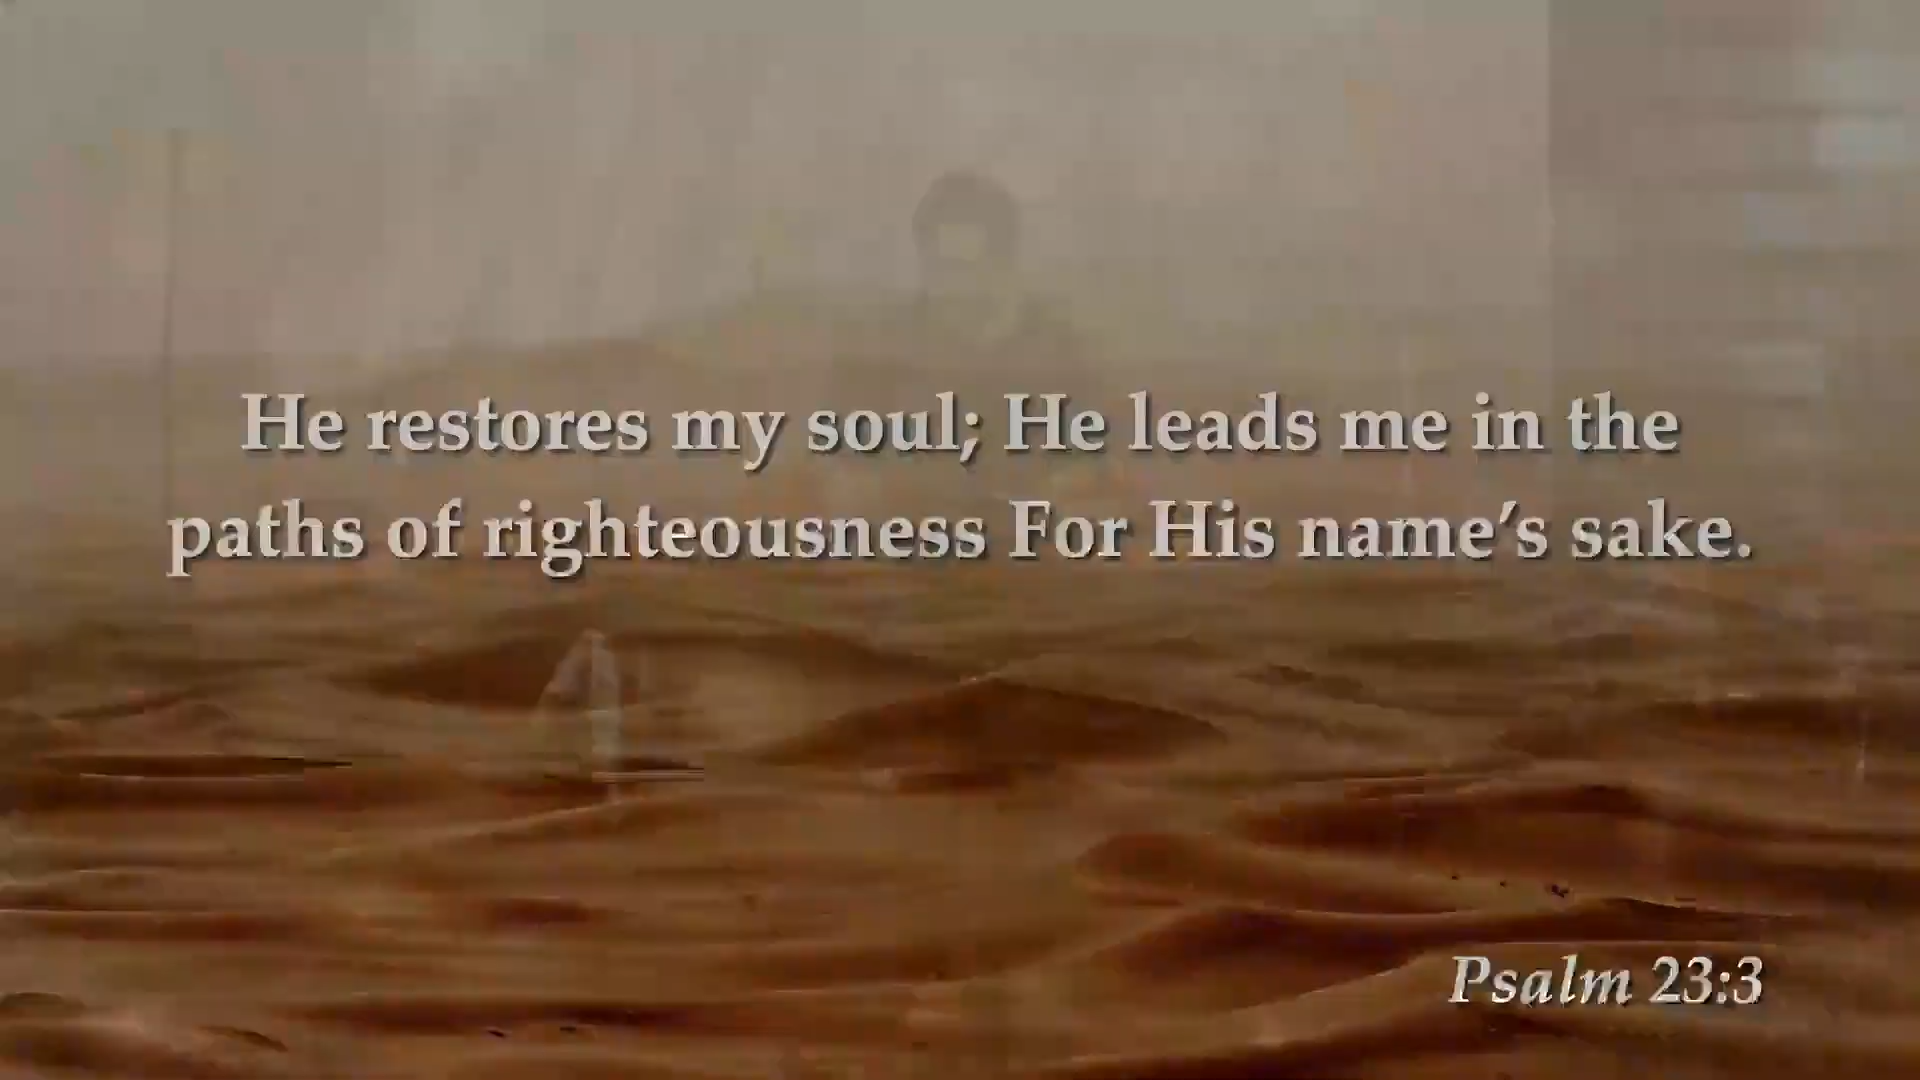 He restores my soul; He leads me in the
paths of righteousness For His name’s sake.
Psalm 23:3